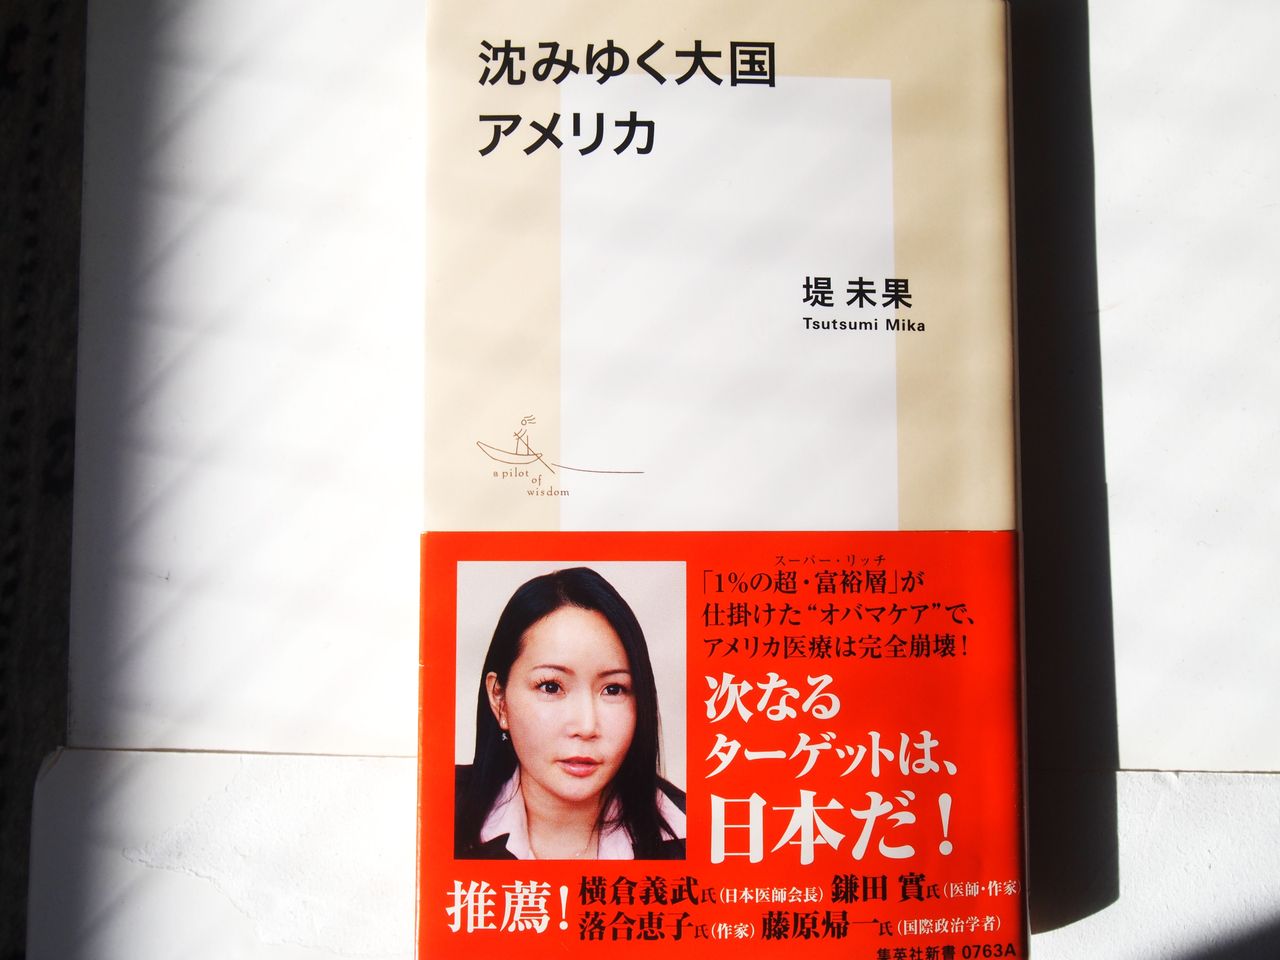 沈みゆく大国
アメリカ
堤 未果
Tsutsumi Mika
a pilot
of
wisdom
スーパー・リッチ
「1%の超・富裕層」が
仕掛けた“オバマケア”で、
アメリカ医療は完全崩壊！
次なる
ターゲットは、
日本だ！
推薦！
横倉義武氏（日本医師会長） 鎌田 實氏（医師・作家）
落合恵子氏（作家） 藤原帰一氏（国際政治学者）
集英社新書 0763A